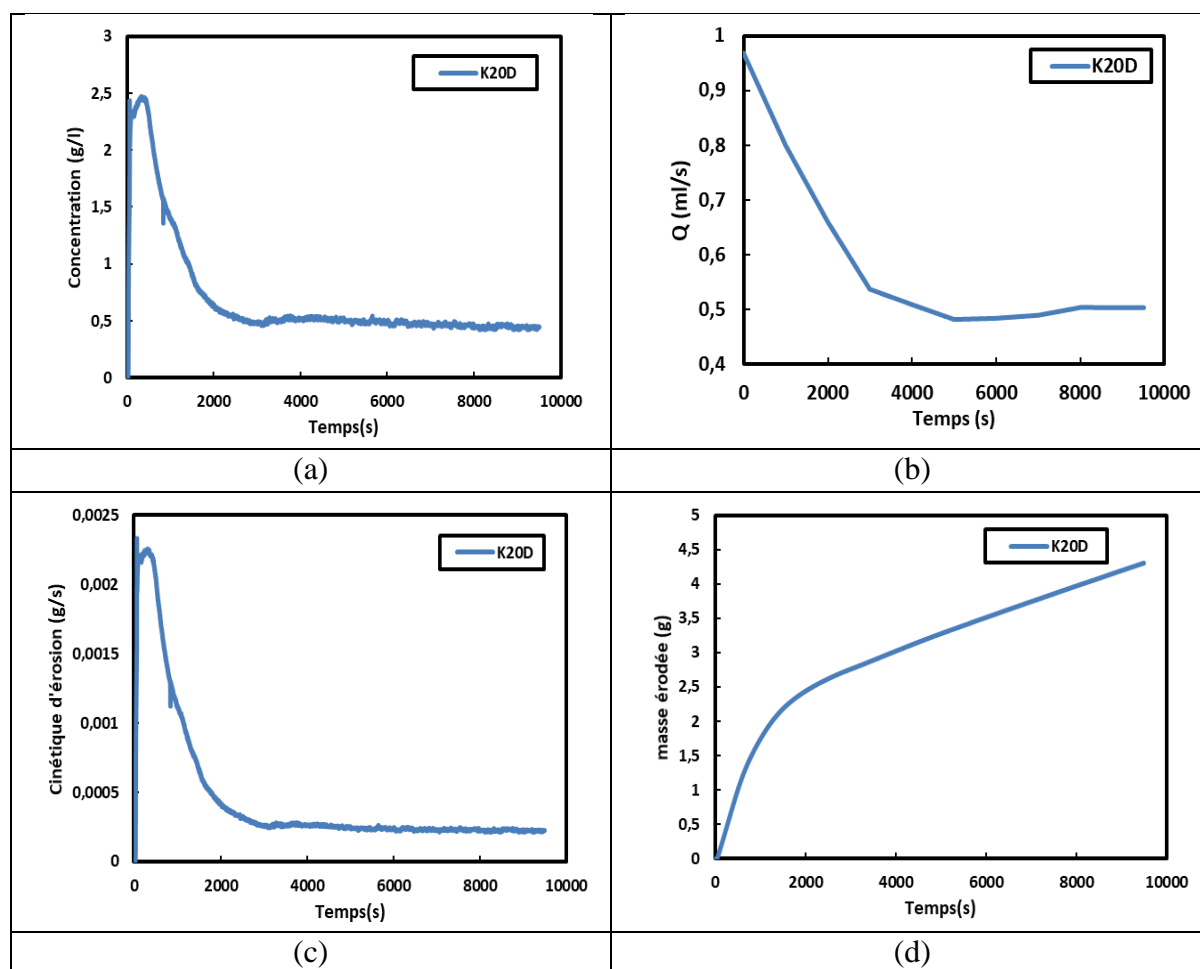 3
2,5
2
1,5
1
0,5
0
Concentration (g/l)
K20D
0 2000 4000 6000 8000 10000
Temps(s)
(a)
1
0,9
0,8
0,7
0,6
0,5
0,4
Q (ml/s)
K20D
0 2000 4000 6000 8000 10000
Temps (s)
(b)
0,0025
0,002
0,0015
0,001
0,0005
0
Cinétique d'érosion (g/s)
K20D
0 2000 4000 6000 8000 10000
Temps(s)
(c)
5
4,5
4
3,5
3
2,5
2
1,5
1
0,5
0
masse érodée (g)
K20D
0 2000 4000 6000 8000 10000
Temps(s)
(d)